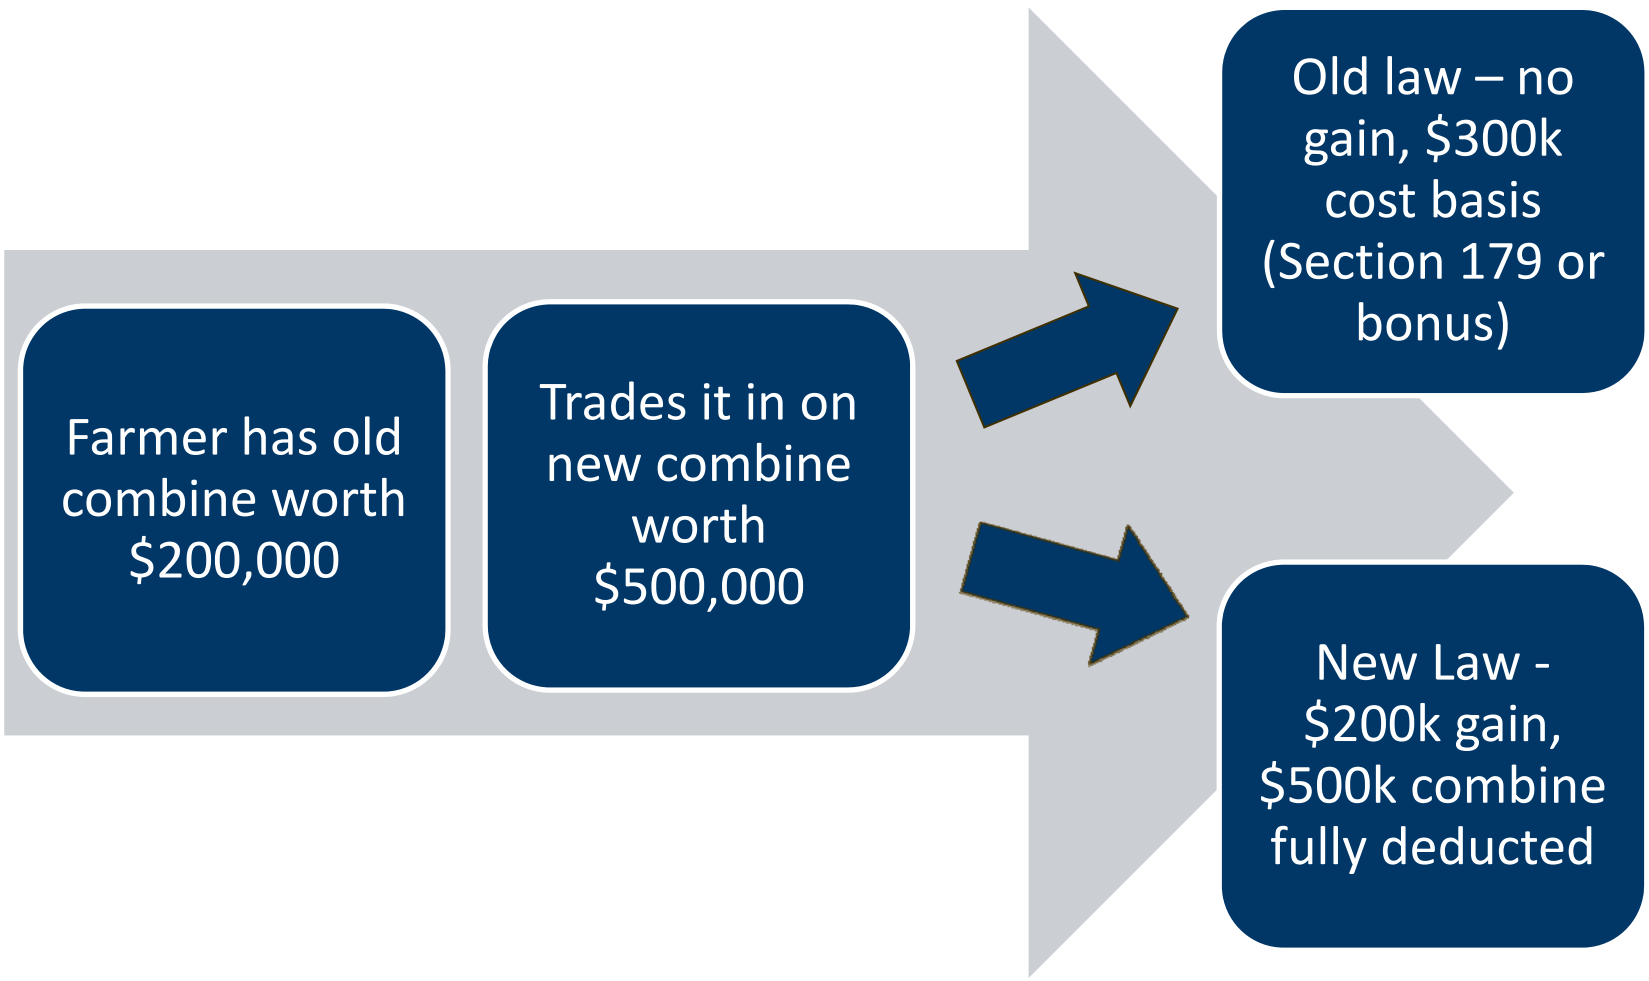 Farmer has old
combine worth
$200,000
Trades it in on
new combine
worth
$500,000
Old law – no
gain, $300k
cost basis
(Section 179 or
bonus)
New Law -
$200k gain,
$500k combine
fully deducted